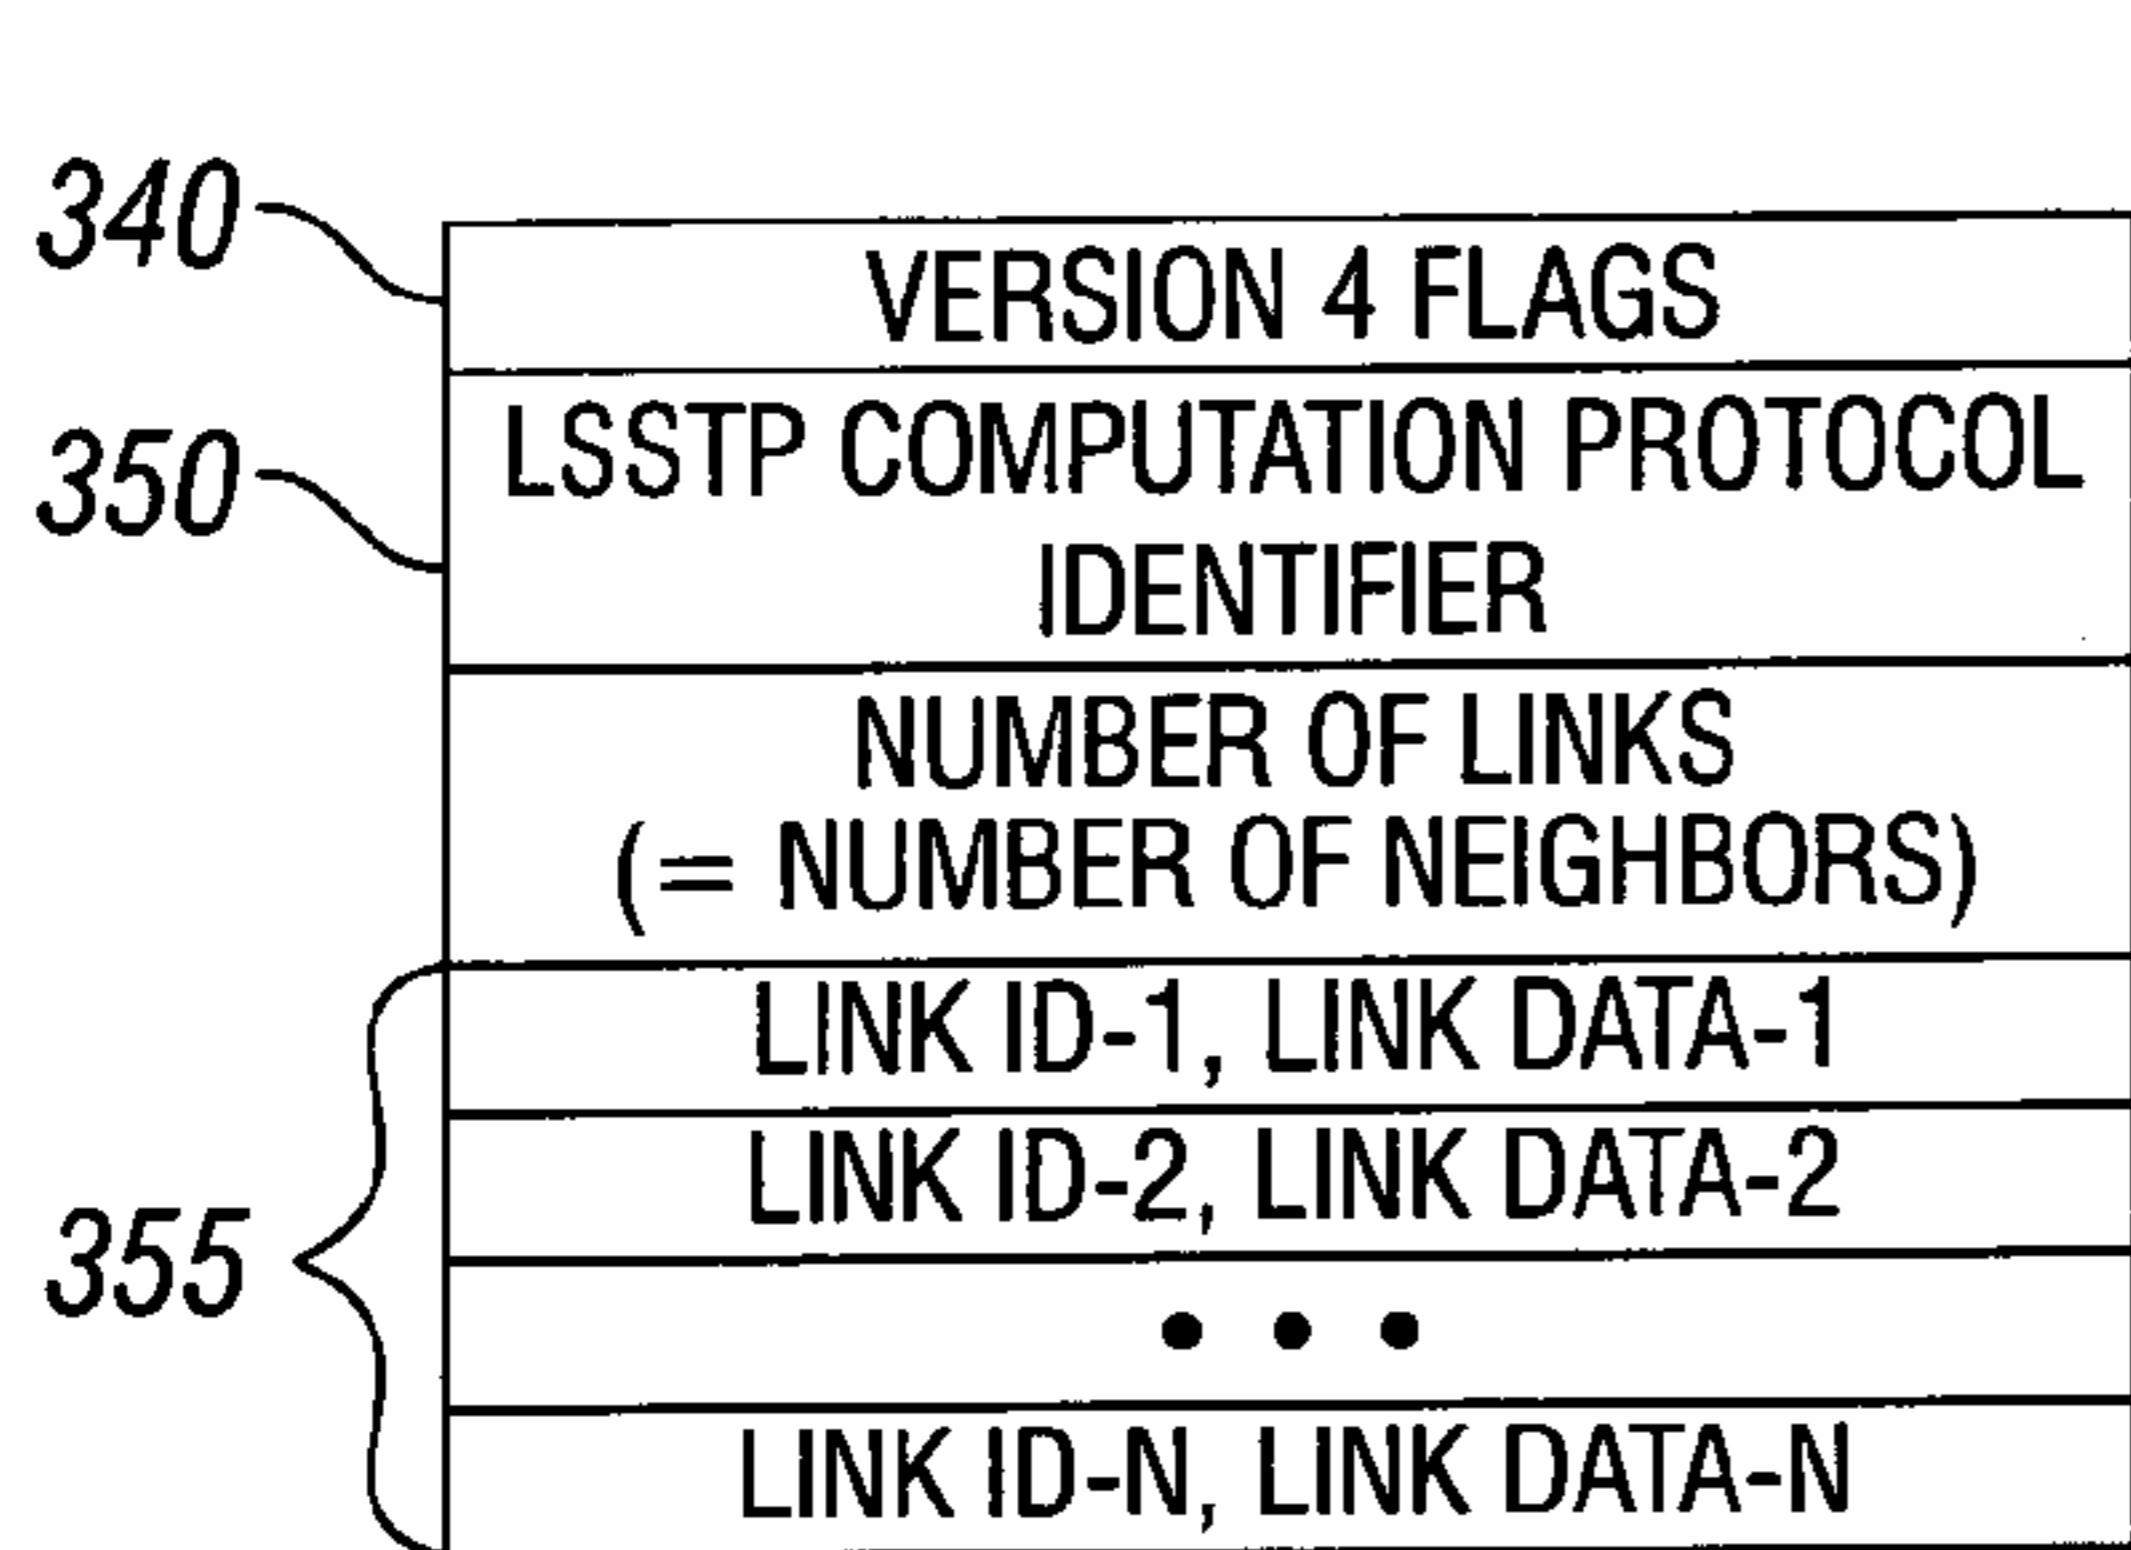 340
VERSION 4 FLAGS
350
LSSTP COMPUTATION PROTOCOL
IDENTIFIER
NUMBER OF LINKS
(= NUMBER OF NEIGHBORS)
355
LINK ID-1, LINK DATA-1
LINK ID-2, LINK DATA-2
• • •
LINK ID-N, LINK DATA-N